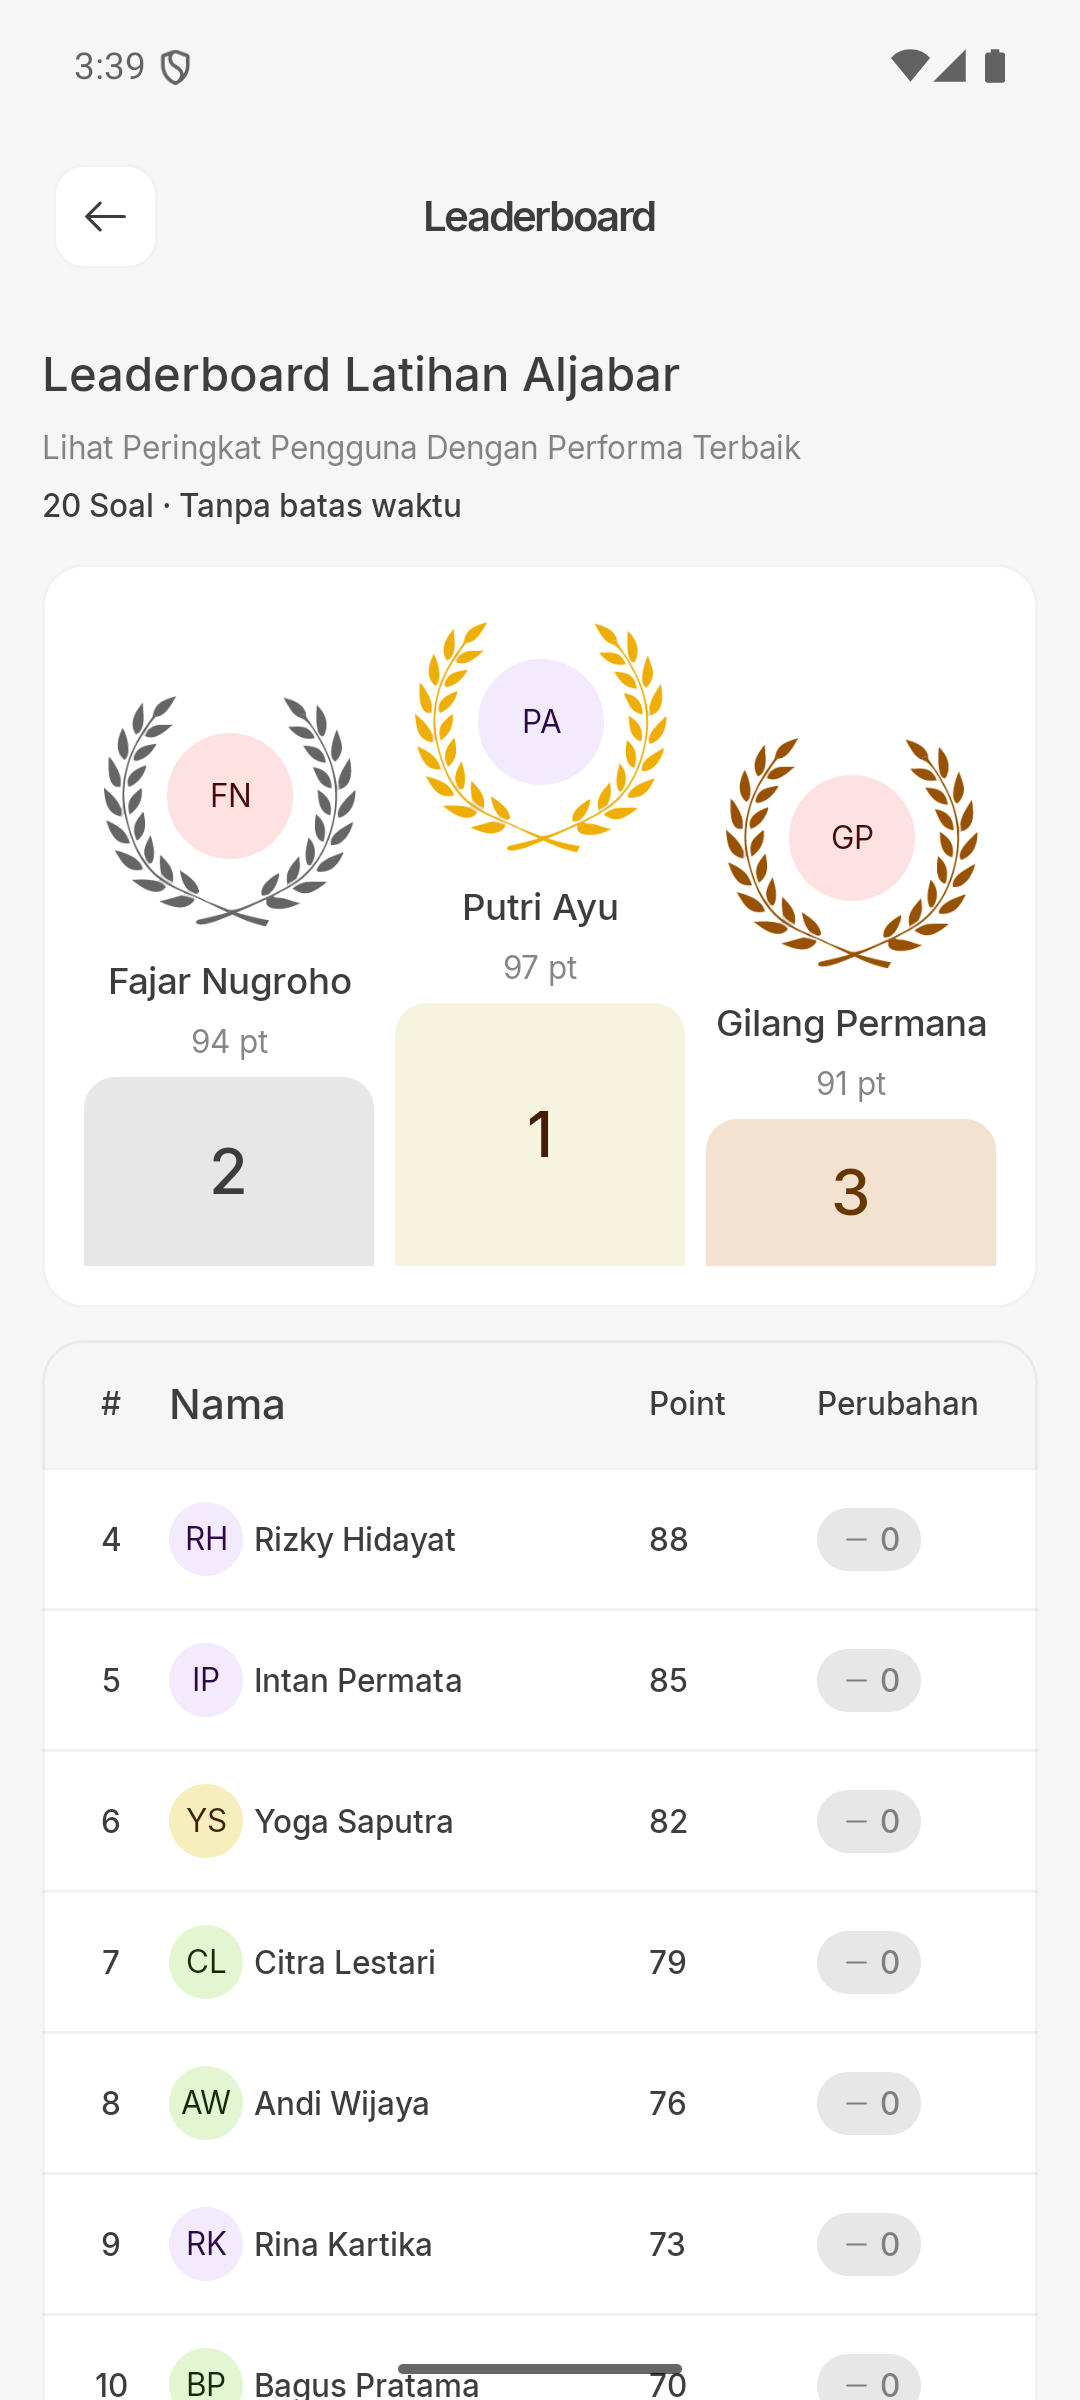 3:39
Leaderboard
Leaderboard Latihan Aljabar
Lihat Peringkat Pengguna Dengan Performa Terbaik
20 Soal · Tanpa batas waktu
FN
Fajar Nugroho
94 pt
2
PA
Putri Ayu
97 pt
1
GP
Gilang Permana
91 pt
3
# Nama Point Perubahan
4 RH Rizky Hidayat 88 — 0
5 IP Intan Permata 85 — 0
6 YS Yoga Saputra 82 — 0
7 CL Citra Lestari 79 — 0
8 AW Andi Wijaya 76 — 0
9 RK Rina Kartika 73 — 0
10 BP Bagus Pratama 70 — 0